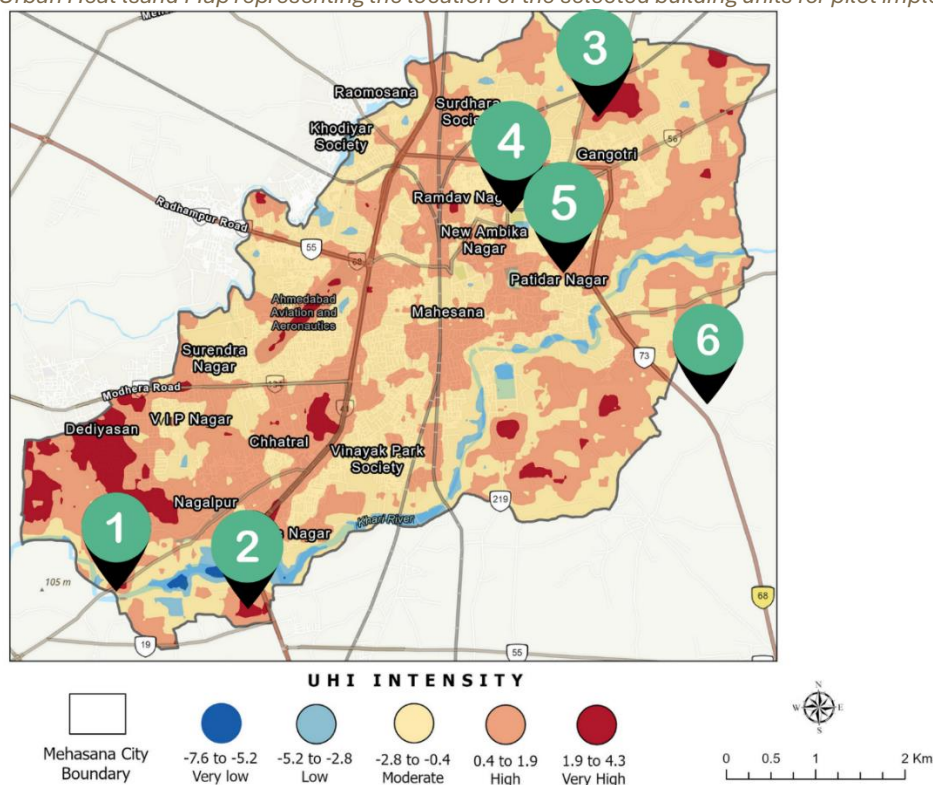 Urban Heat Island Map representing the location of the selected building units for pilot
3
Raomosana
Surdhara
Khodiyar
Society
4
56
Gangotri
Radhanpur Road
Ramdav Nag
5
55
68
New Ambika
Nagar
Patidar Nagar
Ahmedabad
Aviation and
Aeronautics
Mahesana
6
73
Surendra
Nagar
Modhera Road
V I P Nagar
Dediyasan
41
Chhatral
Vinayak Park
Society
Nagalpur
219
1
2
s Nagar
Khari River
105 m
68
19
55
UHI INTENSITY
Mehasana City
Boundary
-7.6 to -5.2
Very low
-5.2 to -2.8
Low
-2.8 to -0.4
Moderate
0.4 to 1.9
High
1.9 to 4.3
Very High
N
W E
S
0 0.5 1 2 Km